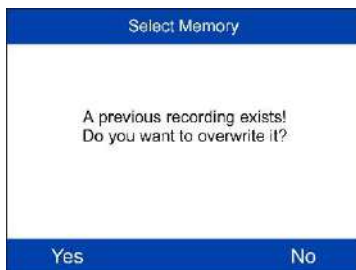 Select Memory
A previous recording exists!
Do you want to overwrite it?
Yes No